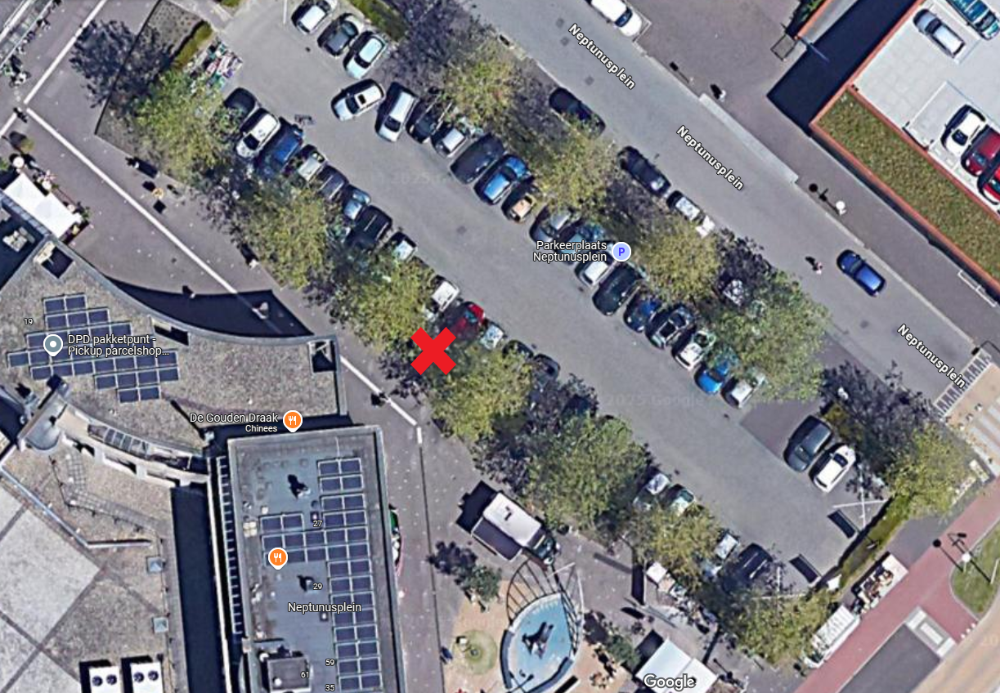 Neptunusplein
Neptunusplein
Parkeerplaats
Neptunusplein
P
Neptunusplein
19
DPD pakketpunt -
Pickup parcelshop...
De Gouden Draak
Chinees
27
29
Neptunusplein
59
61
35
Google